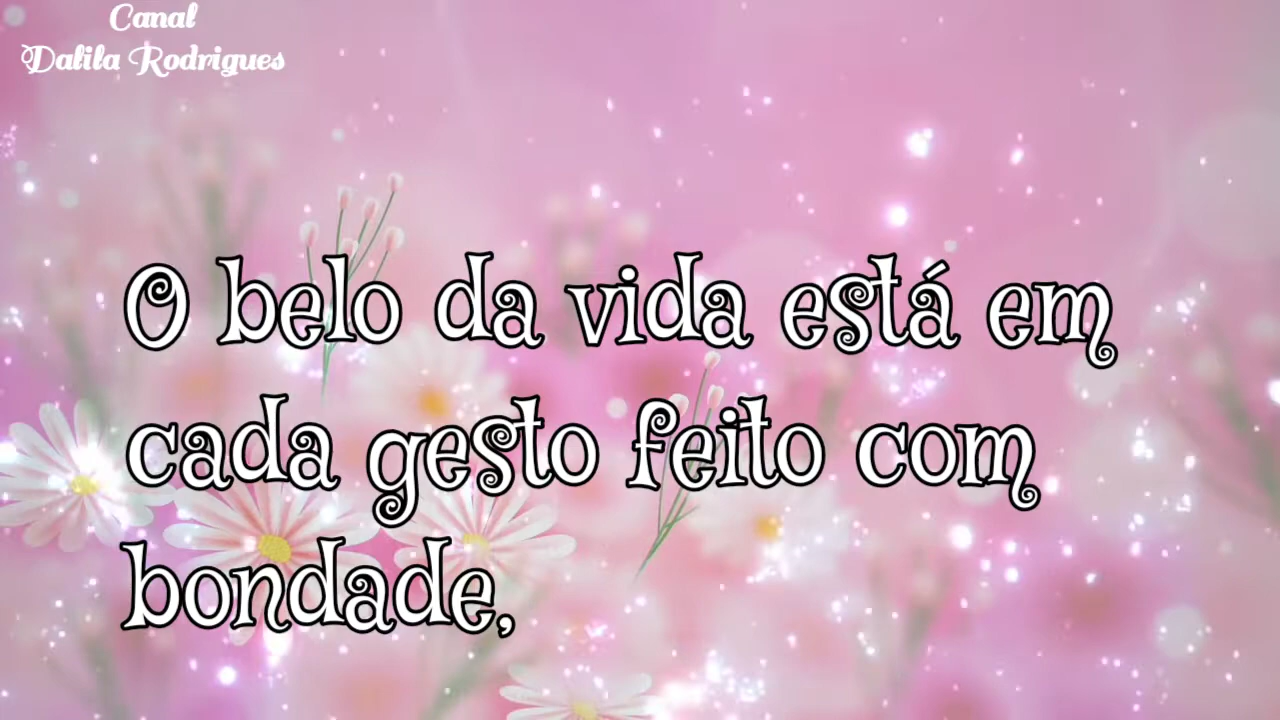 Canal
Dalila Rodrigues
O belo da vida está em
cada gesto feito com
bondade,